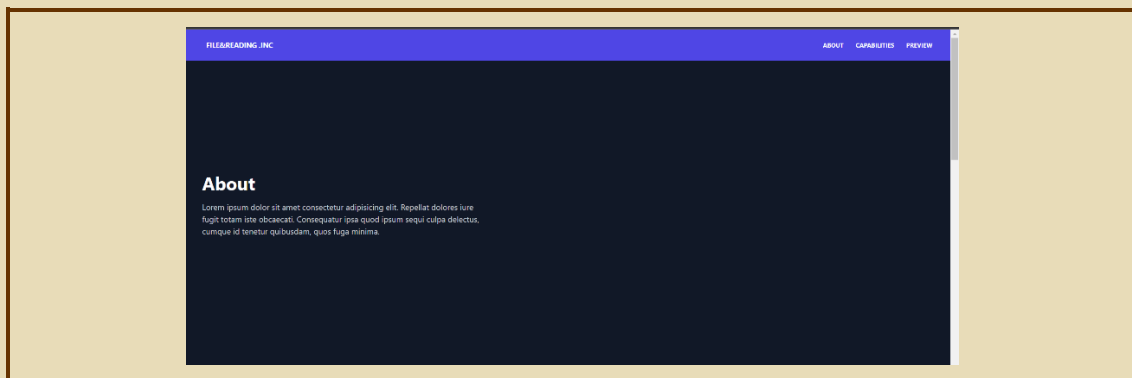 FILE&READING .INC
ABOUT CAPABILITIES PREVIEW
About
Lorem ipsum dolor sit amet consectetur adipisicing elit. Repellat dolores iure
fugit totam iste obcaecati. Consequatur ipsa quod ipsum sequi culpa delectus,
cumque id tenetur quibusdam, quos fuga minima.